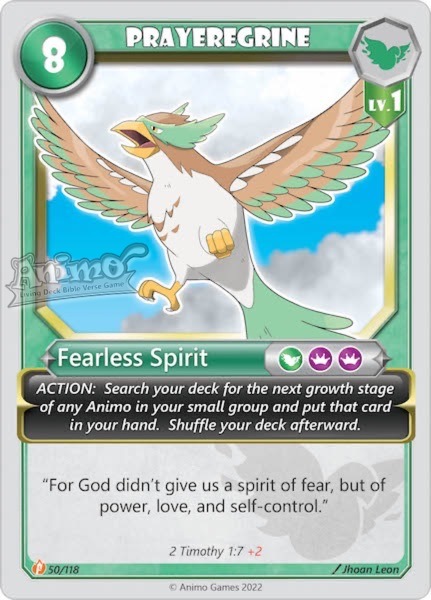 PRAYEREGRINE
8
LV.1
Animo
Living Deck Bible Verse Game
Fearless Spirit
ACTION: Search your deck for the next growth stage
of any Animo in your small group and put that card
in your hand. Shuffle your deck afterward.
“For God didn’t give us a spirit of fear, but of
power, love, and self-control.”
2 Timothy 1:7 +2
50/118
Jhoan Leon
© Animo Games 2022